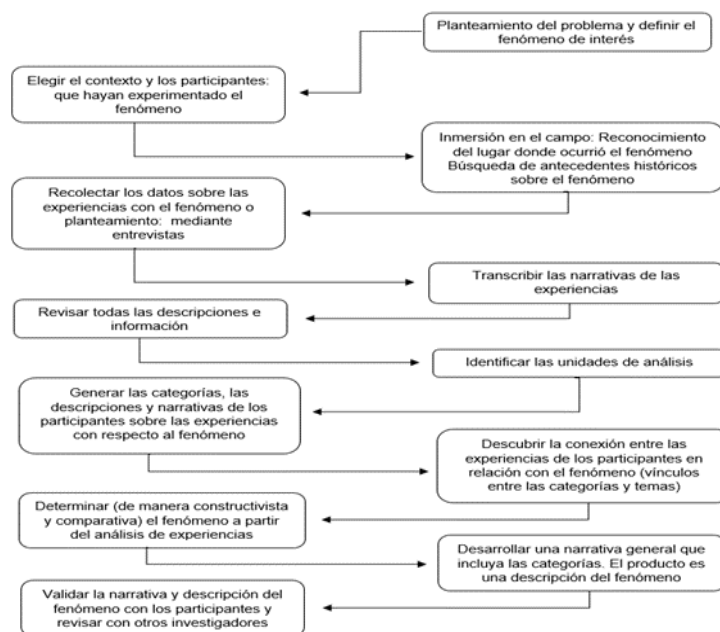 Planteamiento del problema y definir el
fenómeno de interés
Elegir el contexto y los participantes:
que hayan experimentado el
fenómeno
Inmersión en el campo: Reconocimiento
del lugar donde ocurrió el fenómeno
Búsqueda de antecedentes históricos
sobre el fenómeno
Recolectar los datos sobre las
experiencias con el fenómeno o
planteamiento: mediante
entrevistas
Transcribir las narrativas de las
experiencias
Revisar todas las descripciones e
información
Identificar las unidades de análisis
Generar las categorías, las
descripciones y narrativas de los
participantes sobre las experiencias
con respecto al fenómeno
Descubrir la conexión entre las
experiencias de los participantes en
relación con el fenómeno (vínculos
entre las categorías y temas)
Determinar (de manera constructivista
y comparativa) el fenómeno a partir
del análisis de experiencias
Desarrollar una narrativa general que
incluya las categorías. El producto es
una descripción del fenómeno
Validar la narrativa y descripción del
fenómeno con los participantes y
revisar con otros investigadores